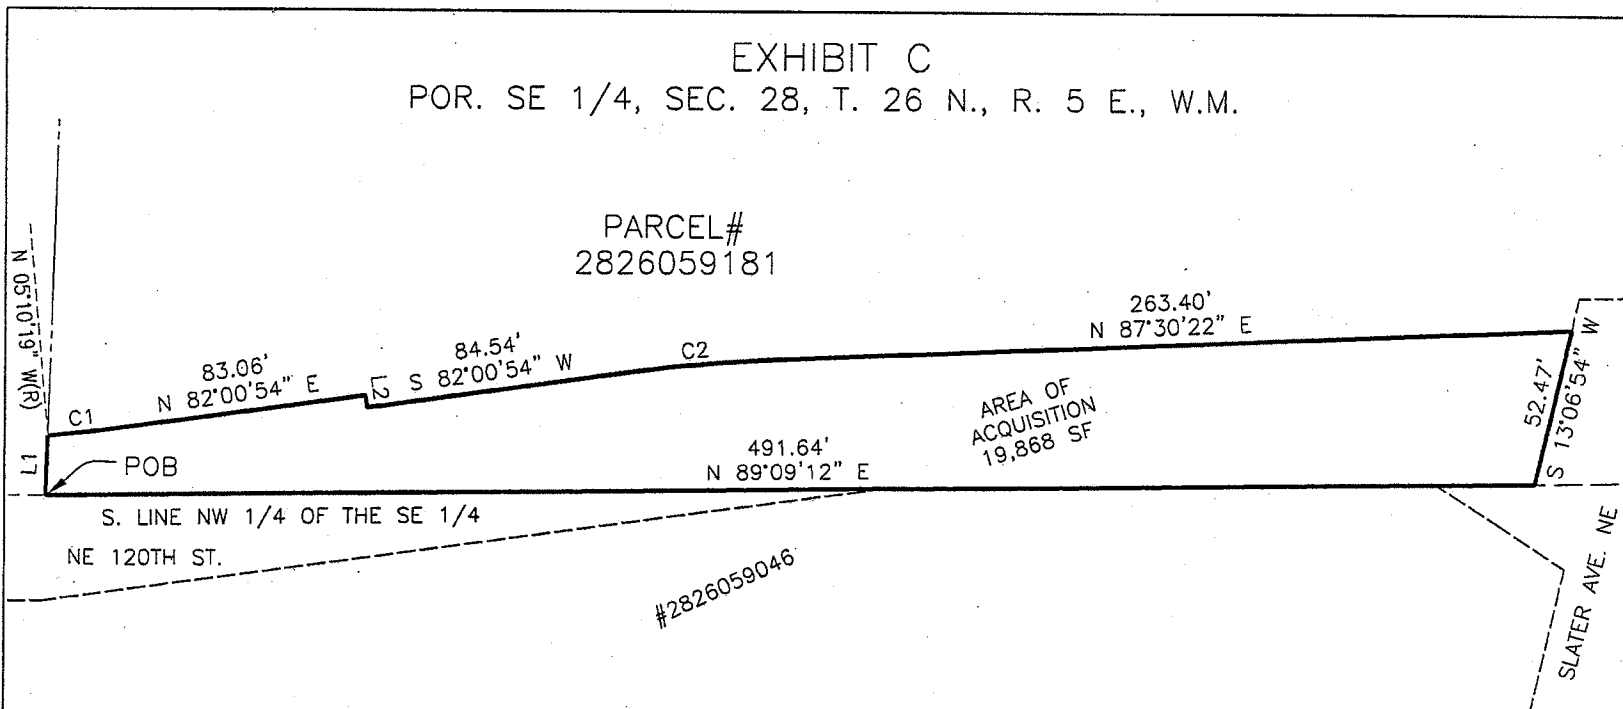 EXHIBIT C
POR. SE 1/4, SEC. 28, T. 26 N., R. 5 E., W.M.
PARCEL#
2826059181
N 05°10'19" W(R)
263.40'
N 87°30'22" E
83.06'
N 82°00'54" E
L2
84.54'
S 82°00'54" W
C2
C1
52.47'
S 13°06'54" W
AREA OF
ACQUISITION
19,868 SF
L1
POB
491.64'
N 89°09'12" E
S. LINE NW 1/4 OF THE SE 1/4
NE 120TH ST.
#2826059046
SLATER AVE. NE